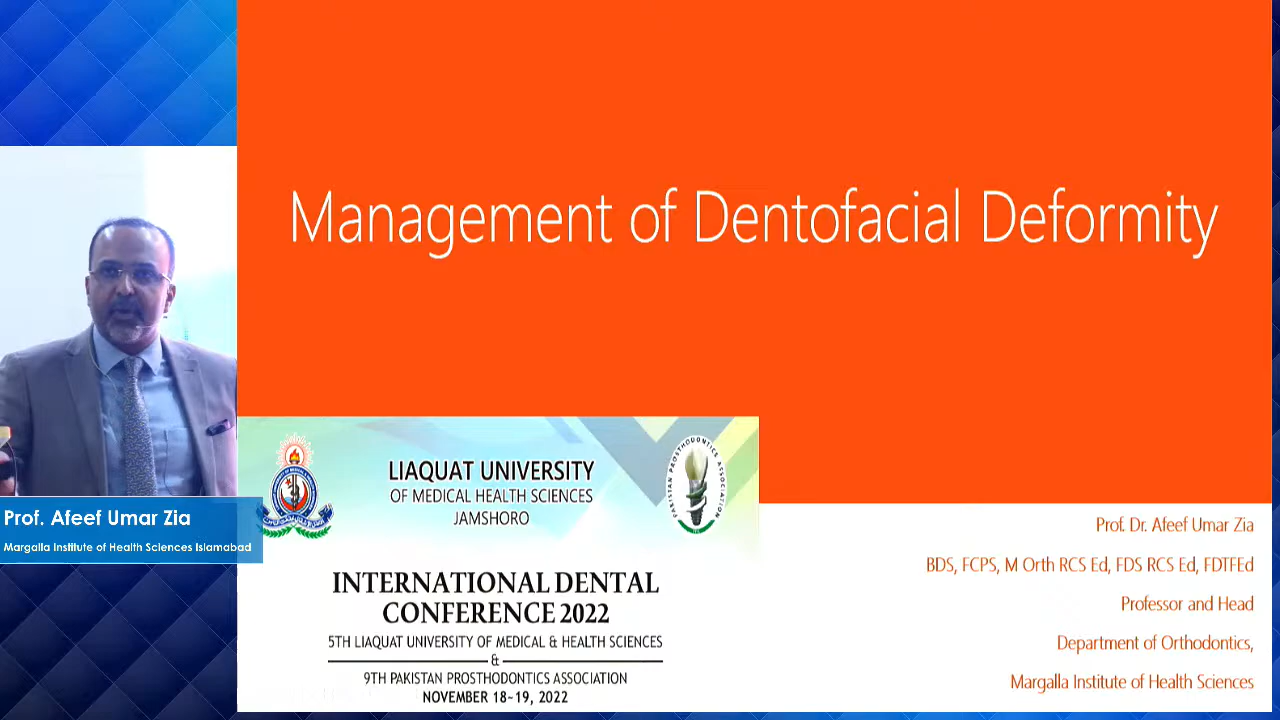 Management of Dentofacial Deformity
LIAQUAT UNIVERSITY
OF MEDICAL HEALTH SCIENCES
JAMSHORO
PAKISTAN PROSTHODONTICS ASSOCIATION
INTERNATIONAL DENTAL
CONFERENCE 2022
5TH LIAQUAT UNIVERSITY OF MEDICAL & HEALTH SCIENCES
&
9TH PAKISTAN PROSTHODONTICS ASSOCIATION
NOVEMBER 18~19, 2022
Prof. Dr. Afeef Umar Zia
BDS, FCPS, M Orth RCS Ed, FDS RCS Ed, FDTFEd
Professor and Head
Department of Orthodontics,
Margalla Institute of Health Sciences
Prof. Afeef Umar Zia
Margalla Institute of Health Sciences Islamabad